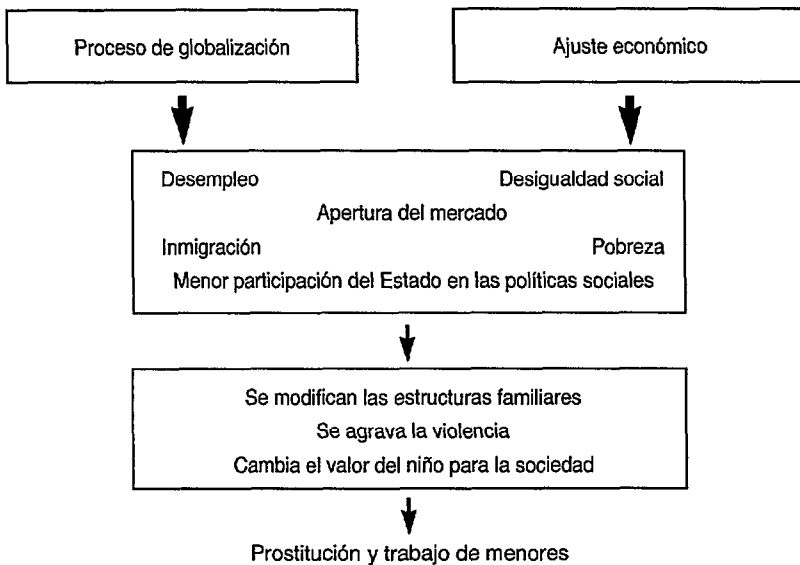 Proceso de globalización
Ajuste económico
Desempleo
Desigualdad social
Apertura del mercado
Inmigración
Pobreza
Menor participación del Estado en las políticas sociales
Se modifican las estructuras familiares
Se agrava la violencia
Cambia el valor del niño para la sociedad
Prostitución y trabajo de menores